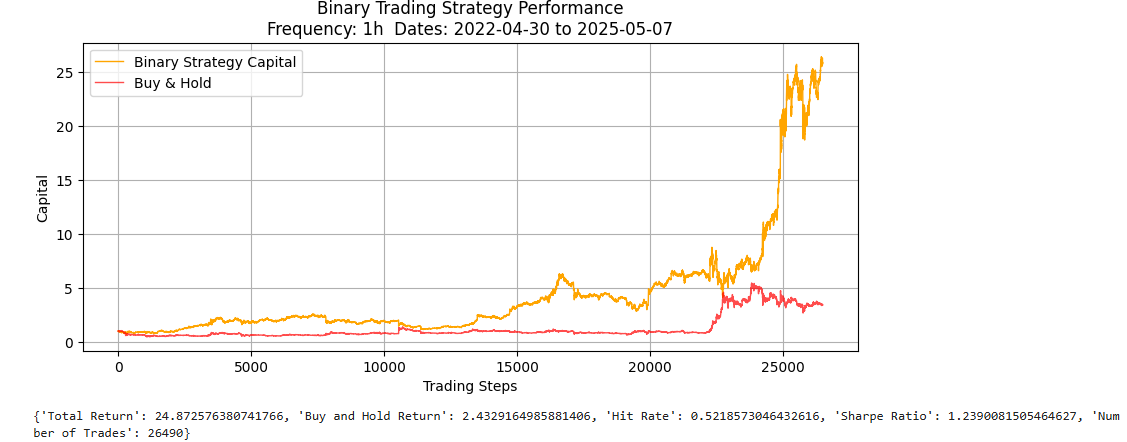 Binary Trading Strategy Performance
Frequency: 1h  Dates: 2022-04-30 to 2025-05-07
Binary Strategy Capital
Buy & Hold
25
20
15
10
5
0
Capital
0 5000 10000 15000 20000 25000
Trading Steps
{'Total Return': 24.872576380741766, 'Buy and Hold Return': 2.4329164985881406, 'Hit Rate': 0.5218573046432616, 'Sharpe Ratio': 1.2390081505464627, 'Num
ber of Trades': 26490}